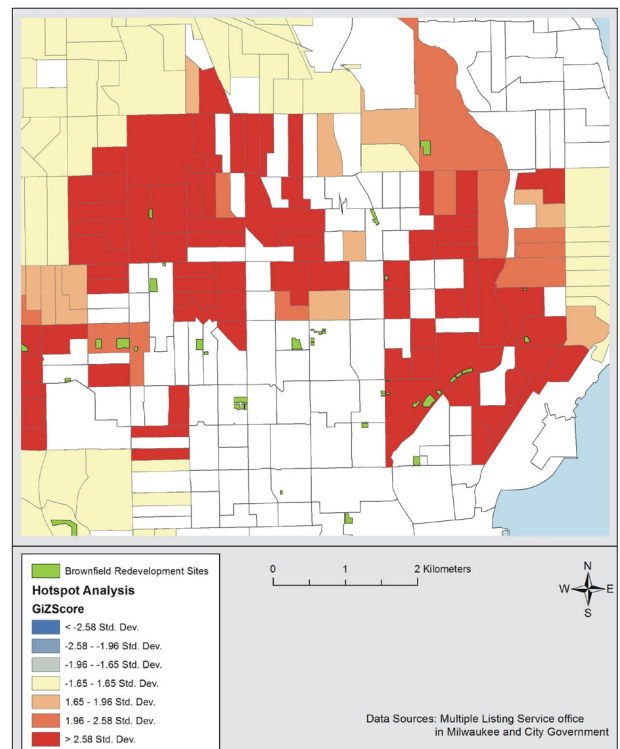 Brownfield Redevelopment Sites
Hotspot Analysis
GiZScore
< -2.58 Std. Dev.
-2.58 - -1.96 Std. Dev.
-1.96 - -1.65 Std. Dev.
-1.65 - 1.65 Std. Dev.
1.65 - 1.96 Std. Dev.
1.96 - 2.58 Std. Dev.
> 2.58 Std. Dev.
0 1 2 Kilometers
N
W E
S
Data Sources: Multiple Listing Service office
in Milwaukee and City Government